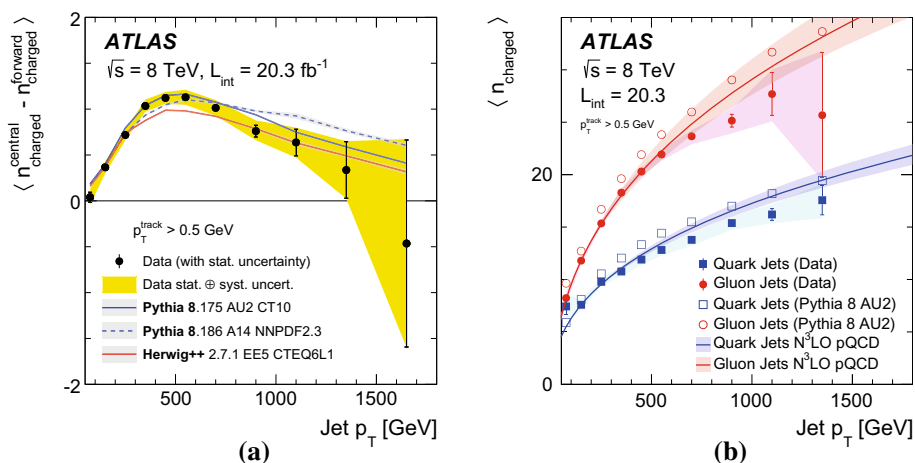 ⟨ n_charged^central - n_charged^forward ⟩
2
0
-2
ATLAS
√s = 8 TeV, L_int = 20.3 fb^-1
p_T^track > 0.5 GeV
Data (with stat. uncertainty)
Data stat. ⊕ syst. uncert.
Pythia 8.175 AU2 CT10
Pythia 8.186 A14 NNPDF2.3
Herwig++ 2.7.1 EE5 CTEQ6L1
500 1000 1500
Jet p_T [GeV]
(a)
⟨ n_charged ⟩
20
0
ATLAS
√s = 8 TeV
L_int = 20.3
p_T^track > 0.5 GeV
Quark Jets (Data)
Gluon Jets (Data)
Quark Jets (Pythia 8 AU2)
Gluon Jets (Pythia 8 AU2)
Quark Jets N^3LO pQCD
Gluon Jets N^3LO pQCD
500 1000 1500
Jet p_T [GeV]
(b)